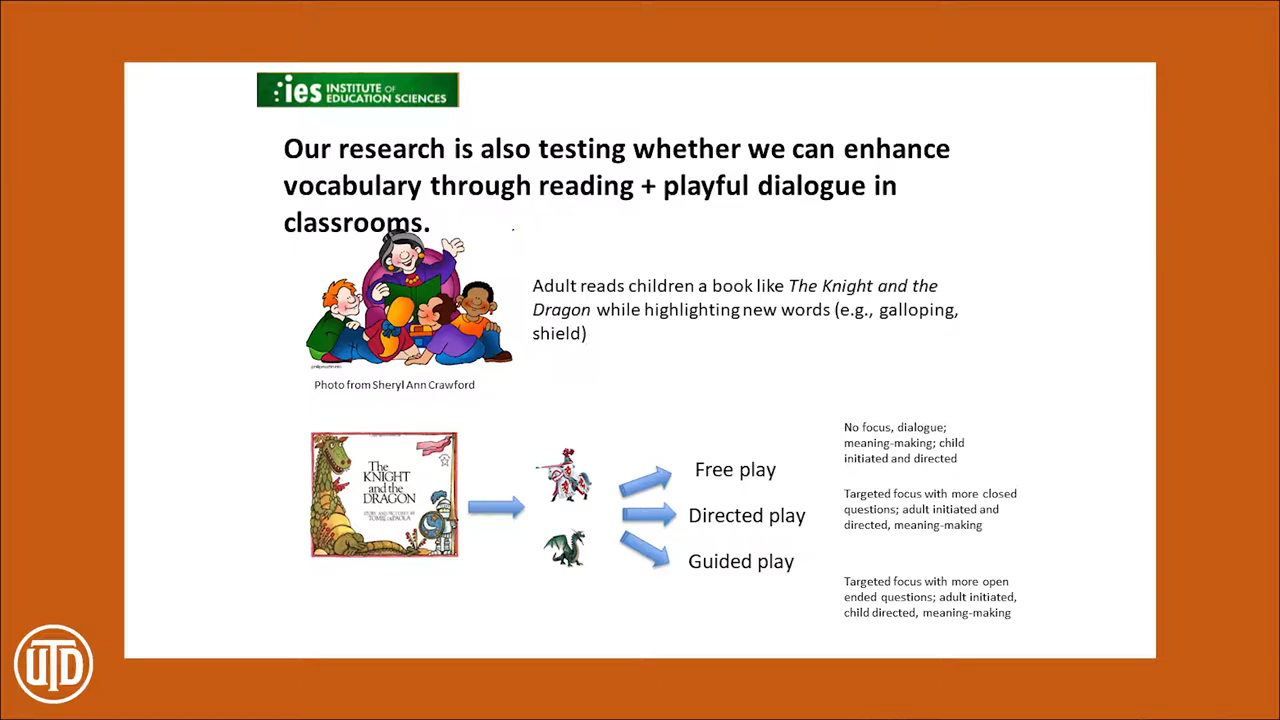 ies INSTITUTE OF
EDUCATION SCIENCES
Our research is also testing whether we can enhance
vocabulary through reading + playful dialogue in
classrooms.
Adult reads children a book like The Knight and the
Dragon while highlighting new words (e.g., galloping,
shield)
Photo from Sheryl Ann Crawford
The
KNIGHT
and the
DRAGON
STORY AND PICTURES BY
TOMIE dePAOLA
Free play
Directed play
Guided play
No focus, dialogue;
meaning-making; child
initiated and directed
Targeted focus with more closed
questions; adult initiated and
directed, meaning-making
Targeted focus with more open
ended questions; adult initiated,
child directed, meaning-making
UTD